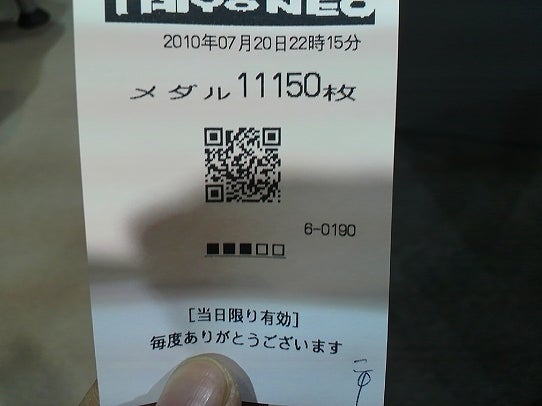 TAIYO NEO
2010年07月20日22時15分
メダル11150枚
6-0190
■■■□□
[当日限り有効]
毎度ありがとうございます